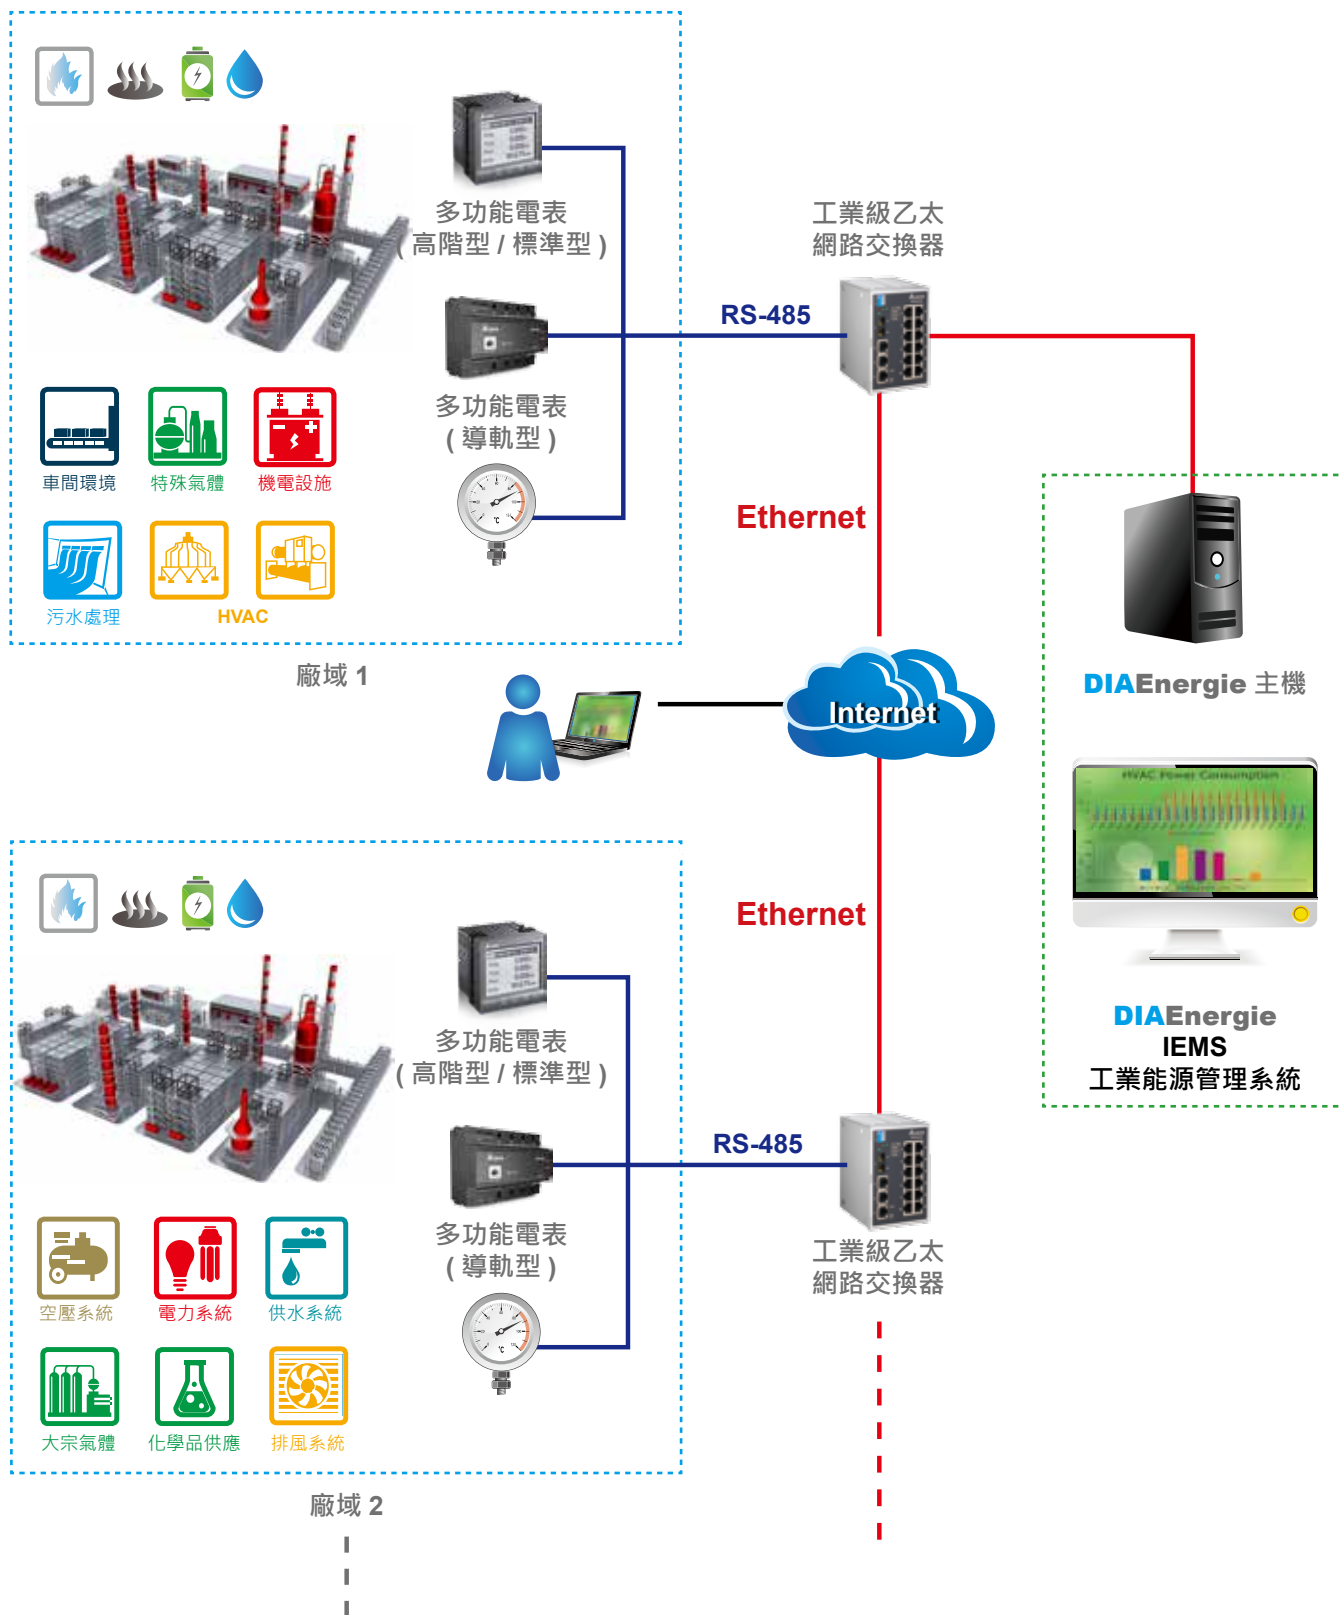 多功能電表
( 高階型 / 標準型 )
工業級乙太
網路交換器
RS-485
多功能電表
( 導軌型 )
°C
車間環境
特殊氣體
機電設施
Ethernet
污水處理
HVAC
廠域 1
DIAEnergie 主機
Internet
HVAC Power Consumption
Ethernet
多功能電表
( 高階型 / 標準型 )
DIAEnergie
IEMS
工業能源管理系統
RS-485
多功能電表
( 導軌型 )
工業級乙太
網路交換器
空壓系統
電力系統
供水系統
°C
大宗氣體
化學品供應
排風系統
廠域 2